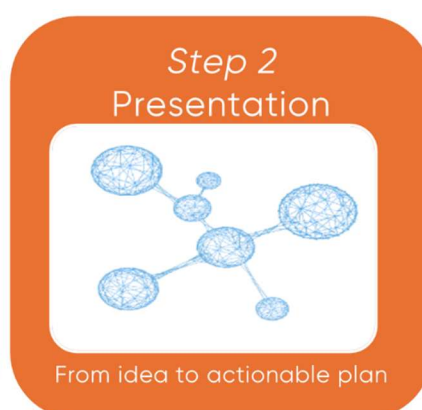 Step 2
Presentation
From idea to actionable plan